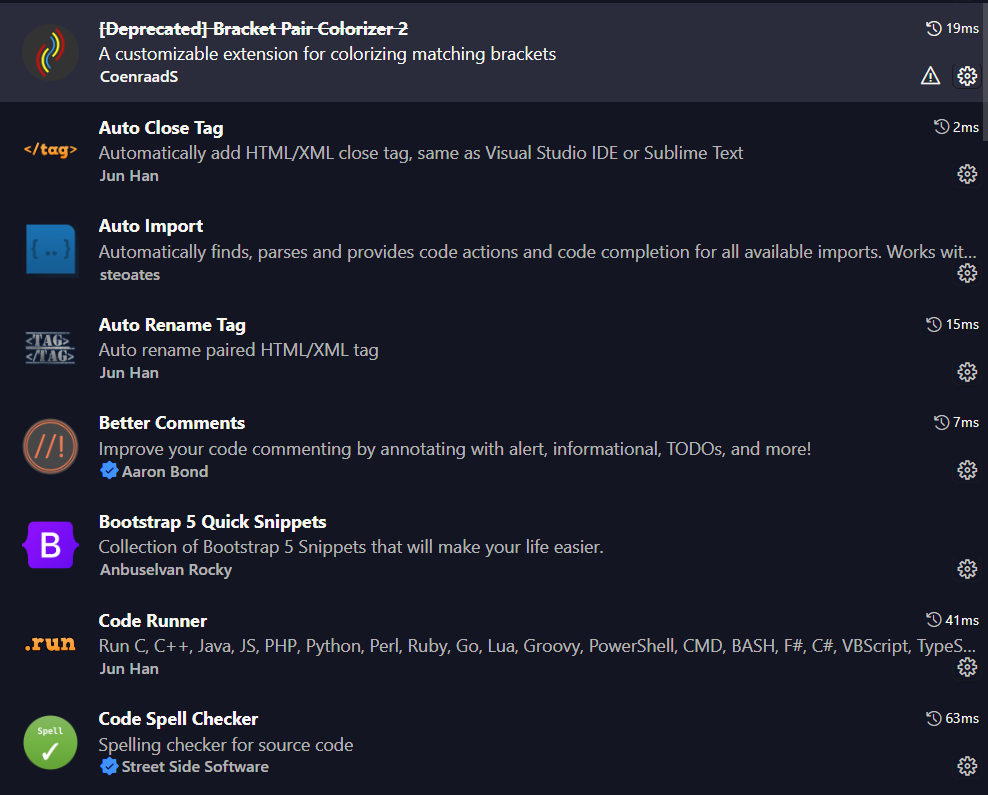 [Deprecated] Bracket Pair Colorizer 2
19ms
A customizable extension for colorizing matching brackets
CoenraadS
</tag>
Auto Close Tag
2ms
Automatically add HTML/XML close tag, same as Visual Studio IDE or Sublime Text
Jun Han
{..}
Auto Import
Automatically finds, parses and provides code actions and code completion for all available imports. Works wit...
steoates
<TAG>
</TAG>
Auto Rename Tag
15ms
Auto rename paired HTML/XML tag
Jun Han
//!
Better Comments
7ms
Improve your code commenting by annotating with alert, informational, TODOs, and more!
Aaron Bond
B
Bootstrap 5 Quick Snippets
Collection of Bootstrap 5 Snippets that will make your life easier.
Anbuselvan Rocky
.run
Code Runner
41ms
Run C, C++, Java, JS, PHP, Python, Perl, Ruby, Go, Lua, Groovy, PowerShell, CMD, BASH, F#, C#, VBScript, TypeS...
Jun Han
Spell
Code Spell Checker
63ms
Spelling checker for source code
Street Side Software